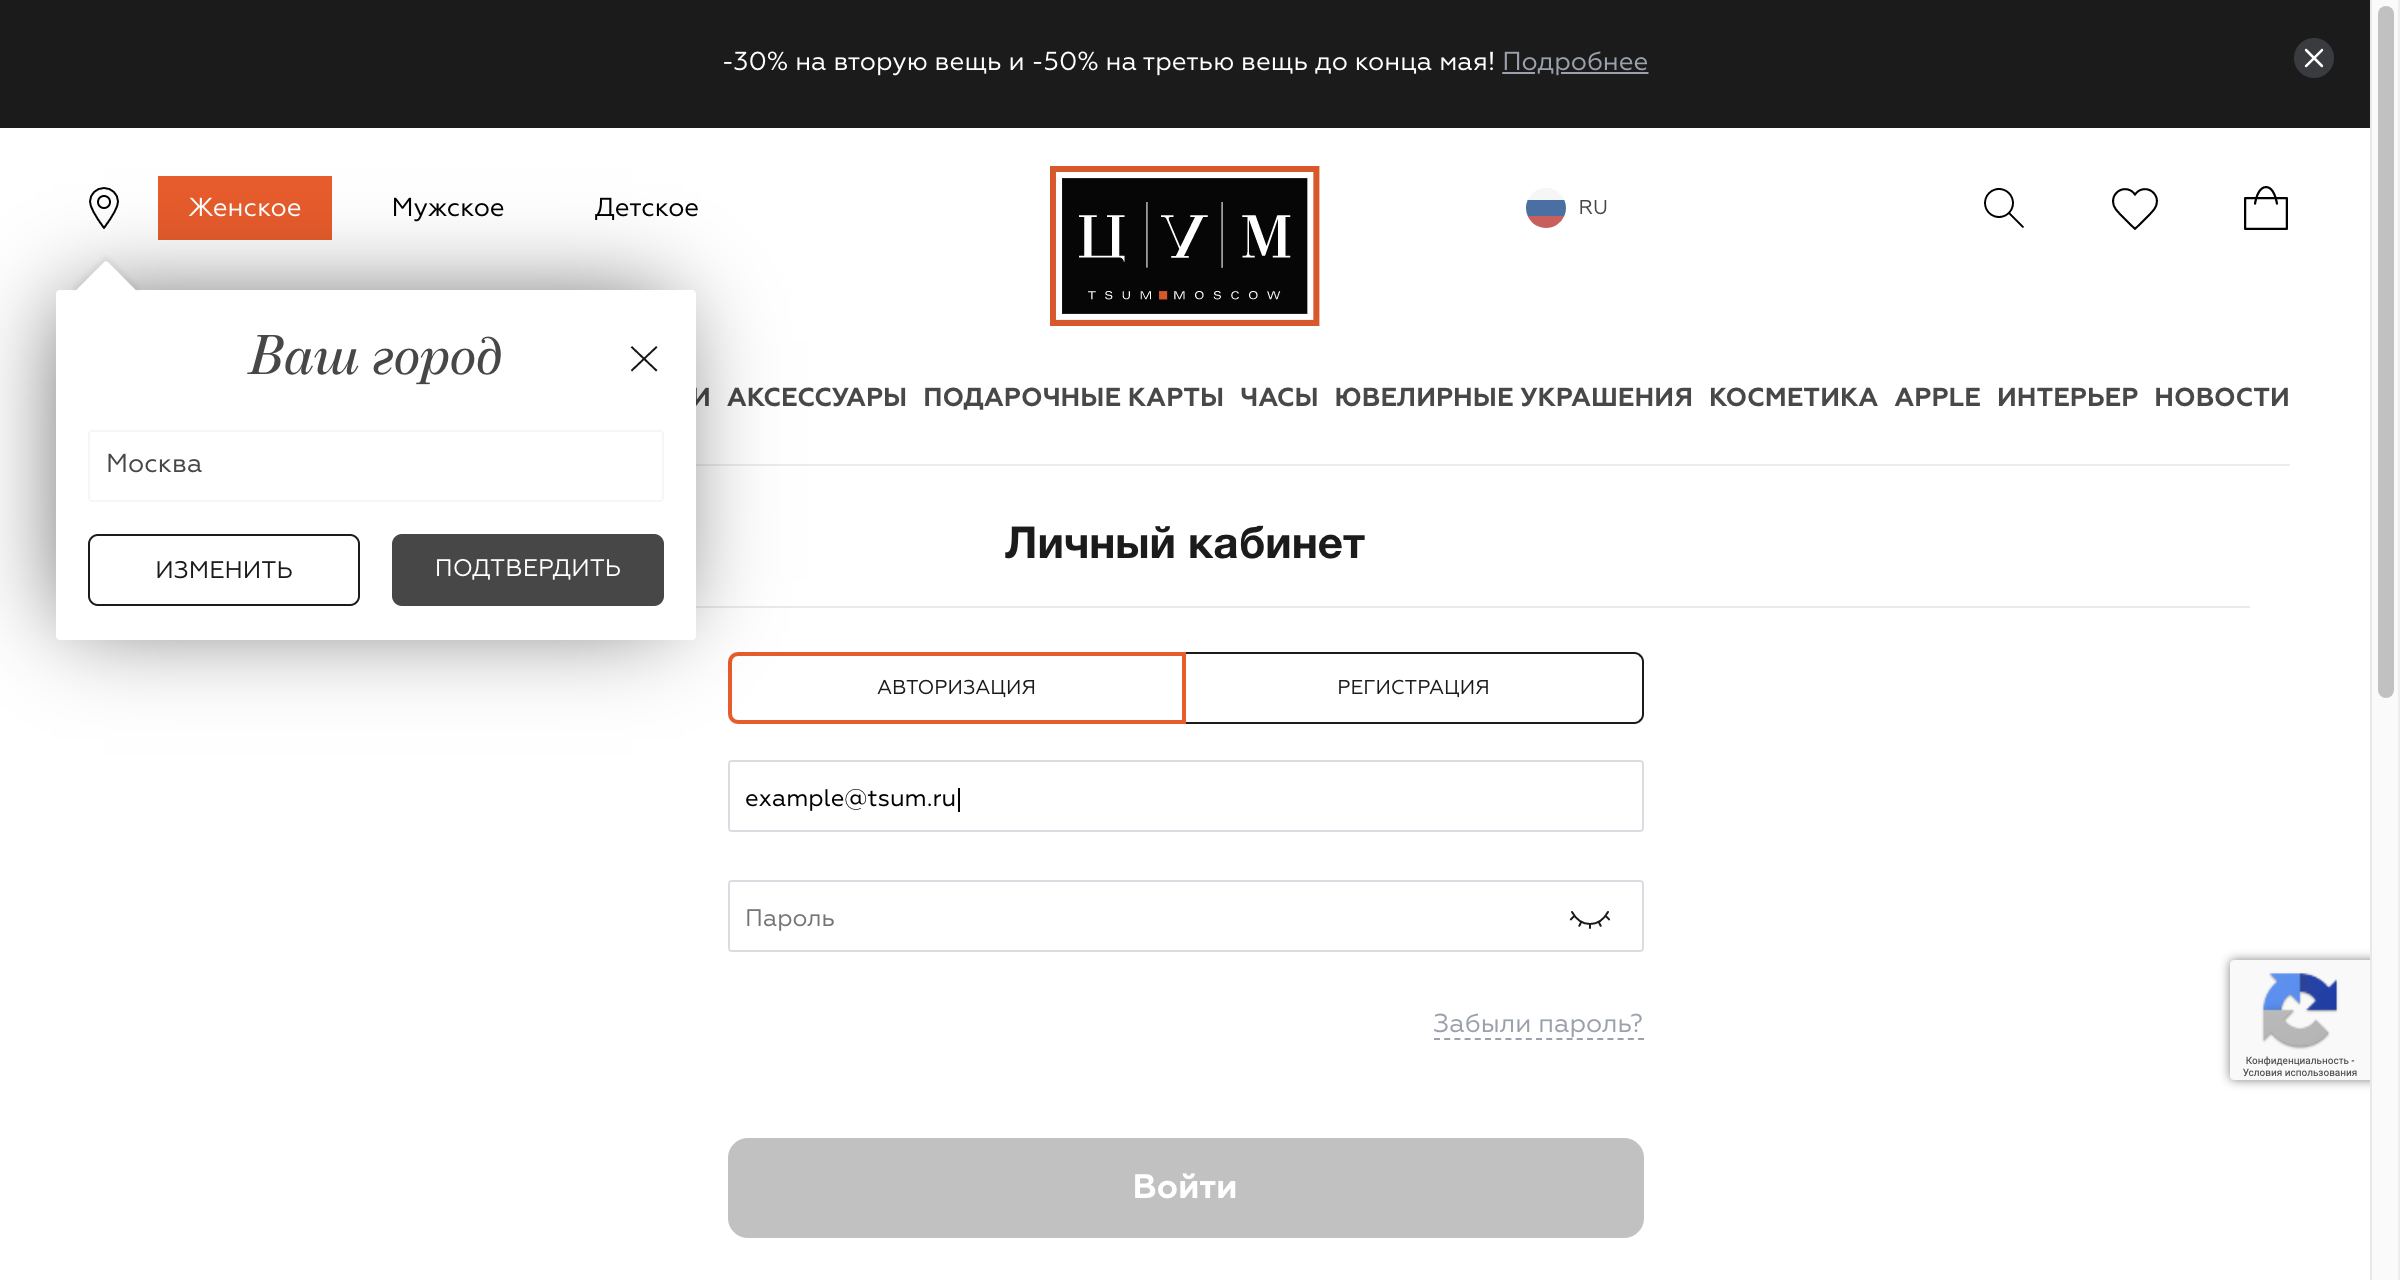 -30% на вторую вещь и -50% на третью вещь до конца мая! Подробнее
Женское
Мужское
Детское
Ц У М
TSUM MOSCOW
RU
АКСЕССУАРЫ ПОДАРОЧНЫЕ КАРТЫ ЧАСЫ ЮВЕЛИРНЫЕ УКРАШЕНИЯ КОСМЕТИКА APPLE ИНТЕРЬЕР НОВОСТИ
Ваш город
Москва
ИЗМЕНИТЬ
ПОДТВЕРДИТЬ
Личный кабинет
АВТОРИЗАЦИЯ
РЕГИСТРАЦИЯ
example@tsum.ru
Пароль
Забыли пароль?
Войти
Конфиденциальность -
Условия использования